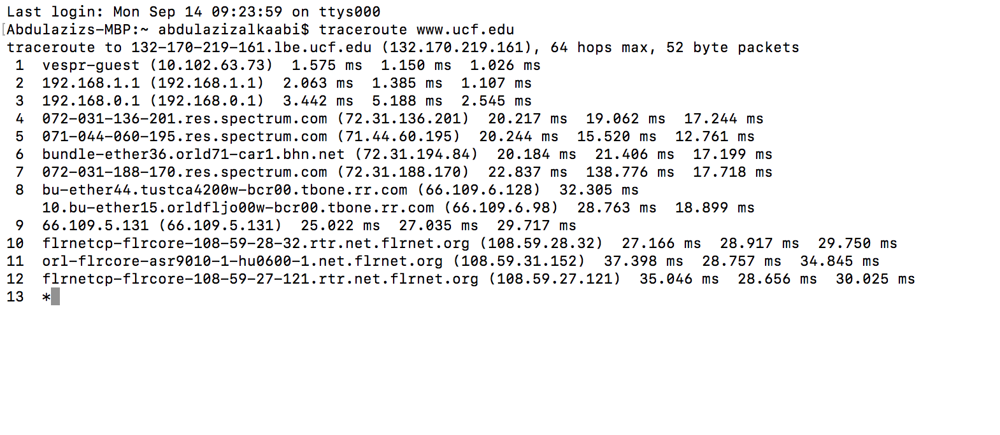 Last login: Mon Sep 14 09:23:59 on ttys000
[Abdulazizs-MBP:~ abdulazizalkaabi$ traceroute www.ucf.edu
traceroute to 132-170-219-161.lbe.ucf.edu (132.170.219.161), 64 hops max, 52 byte packets
 1  vespr-guest (10.102.63.73)  1.575 ms  1.150 ms  1.026 ms
 2  192.168.1.1 (192.168.1.1)  2.063 ms  1.385 ms  1.107 ms
 3  192.168.0.1 (192.168.0.1)  3.442 ms  5.188 ms  2.545 ms
 4  072-031-136-201.res.spectrum.com (72.31.136.201)  20.217 ms  19.062 ms  17.244 ms
 5  071-044-060-195.res.spectrum.com (71.44.60.195)  20.244 ms  15.520 ms  12.761 ms
 6  bundle-ether36.orld71-car1.bhn.net (72.31.194.84)  20.184 ms  21.406 ms  17.199 ms
 7  072-031-188-170.res.spectrum.com (72.31.188.170)  22.837 ms  138.776 ms  17.718 ms
 8  bu-ether44.tustca4200w-bcr00.tbone.rr.com (66.109.6.128)  32.305 ms
    10.bu-ether15.orldfljo00w-bcr00.tbone.rr.com (66.109.6.98)  28.763 ms  18.899 ms
 9  66.109.5.131 (66.109.5.131)  25.022 ms  27.035 ms  29.717 ms
10  flrnetcp-flrcore-108-59-28-32.rtr.net.flrnet.org (108.59.28.32)  27.166 ms  28.917 ms  29.750 ms
11  orl-flrcore-asr9010-1-hu0600-1.net.flrnet.org (108.59.31.152)  37.398 ms  28.757 ms  34.845 ms
12  flrnetcp-flrcore-108-59-27-121.rtr.net.flrnet.org (108.59.27.121)  35.046 ms  28.656 ms  30.025 ms
13  *